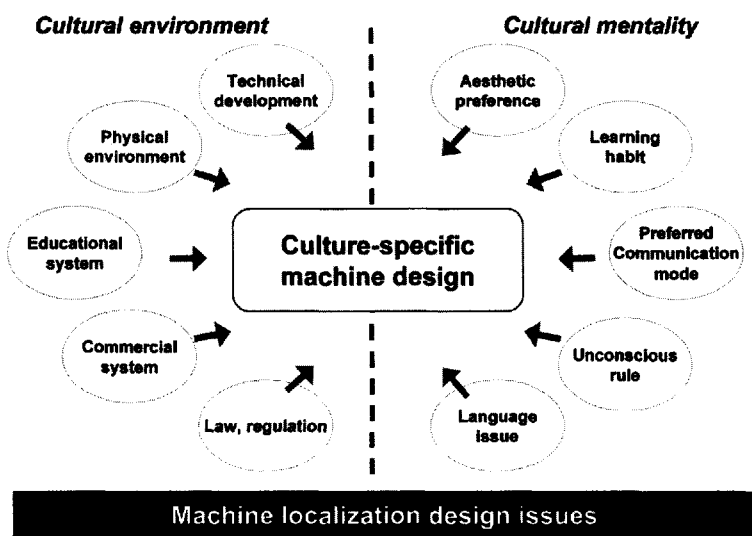 Cultural environment
Cultural mentality
Technical
development
Aesthetic
preference
Physical
environment
Learning
habit
Educational
system
Culture-specific
machine design
Preferred
Communication
mode
Commercial
system
Unconscious
rule
Law, regulation
Language
issue
Machine localization design issues